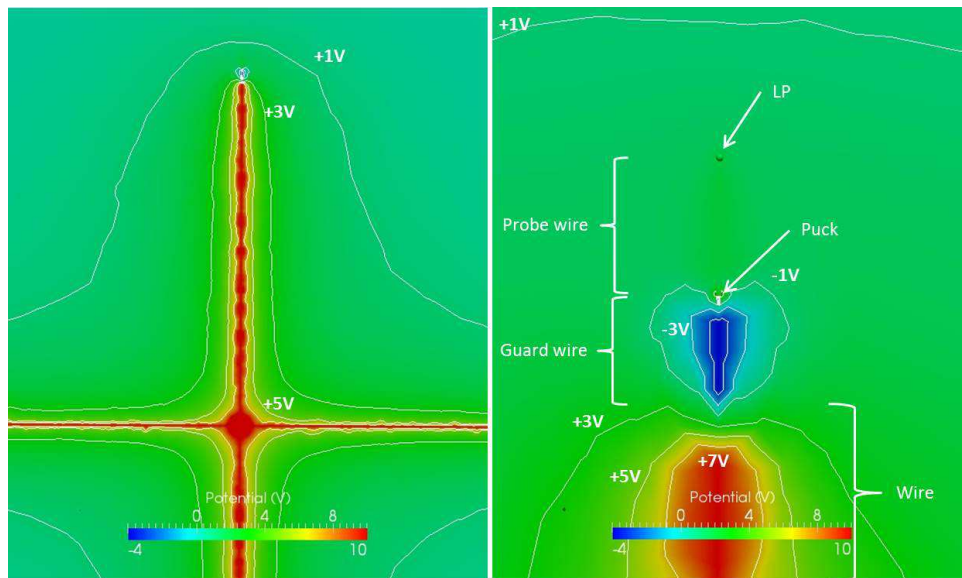 +1V
+3V
+5V
Potential (V)
-4 0 4 8 10
+1V
LP
Probe wire
Puck
-1V
-3V
Guard wire
+3V
+5V
+7V
Wire
Potential (V)
-4 0 4 8 10